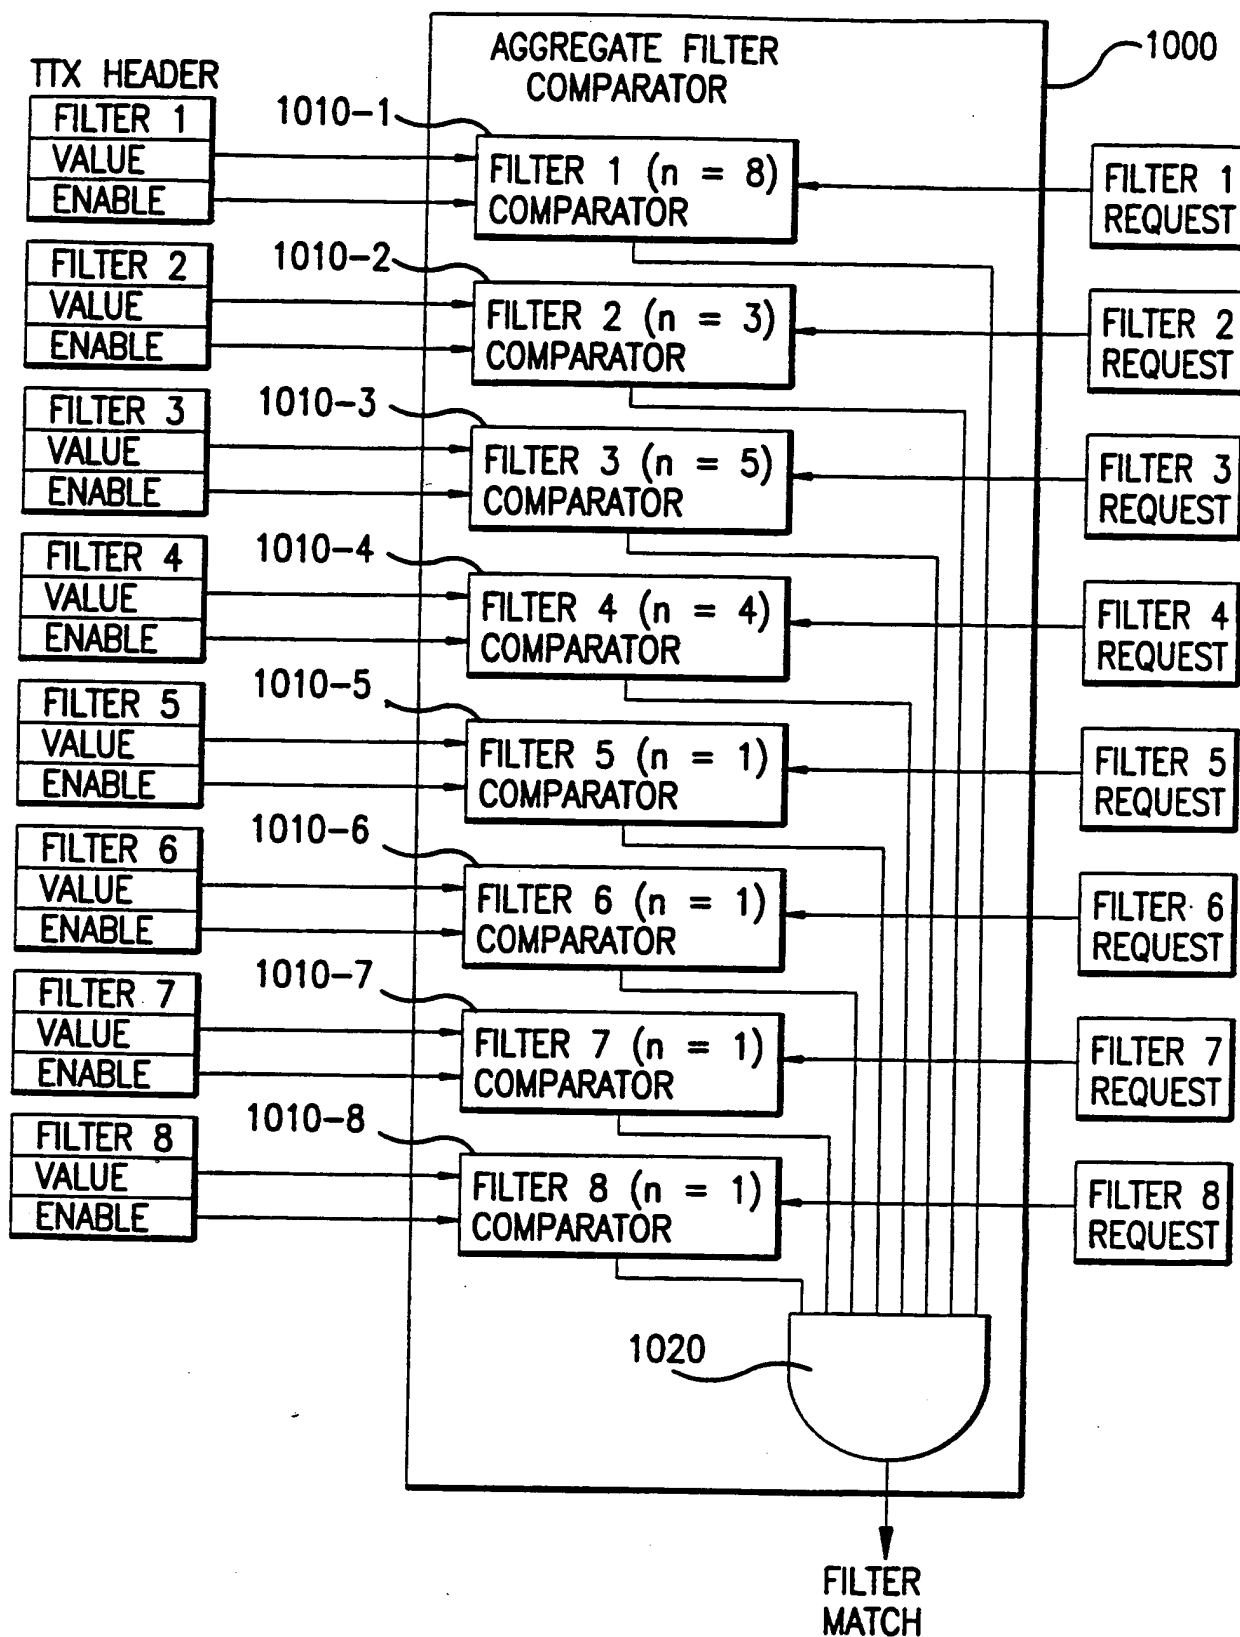 AGGREGATE FILTER
COMPARATOR
1000
TTX HEADER
FILTER 1
VALUE
ENABLE
1010-1
FILTER 1 (n = 8)
COMPARATOR
FILTER 1
REQUEST
FILTER 2
VALUE
ENABLE
1010-2
FILTER 2 (n = 3)
COMPARATOR
FILTER 2
REQUEST
FILTER 3
VALUE
ENABLE
1010-3
FILTER 3 (n = 5)
COMPARATOR
FILTER 3
REQUEST
FILTER 4
VALUE
ENABLE
1010-4
FILTER 4 (n = 4)
COMPARATOR
FILTER 4
REQUEST
FILTER 5
VALUE
ENABLE
1010-5
FILTER 5 (n = 1)
COMPARATOR
FILTER 5
REQUEST
FILTER 6
VALUE
ENABLE
1010-6
FILTER 6 (n = 1)
COMPARATOR
FILTER 6
REQUEST
FILTER 7
VALUE
ENABLE
1010-7
FILTER 7 (n = 1)
COMPARATOR
FILTER 7
REQUEST
FILTER 8
VALUE
ENABLE
1010-8
FILTER 8 (n = 1)
COMPARATOR
FILTER 8
REQUEST
1020
FILTER
MATCH